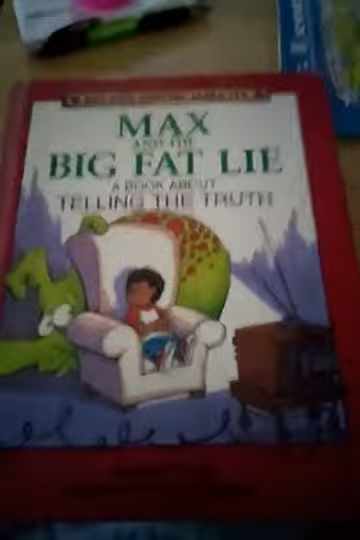 MAX
AND THE
BIG FAT LIE
A BOOK ABOUT
TELLING THE TRUTH